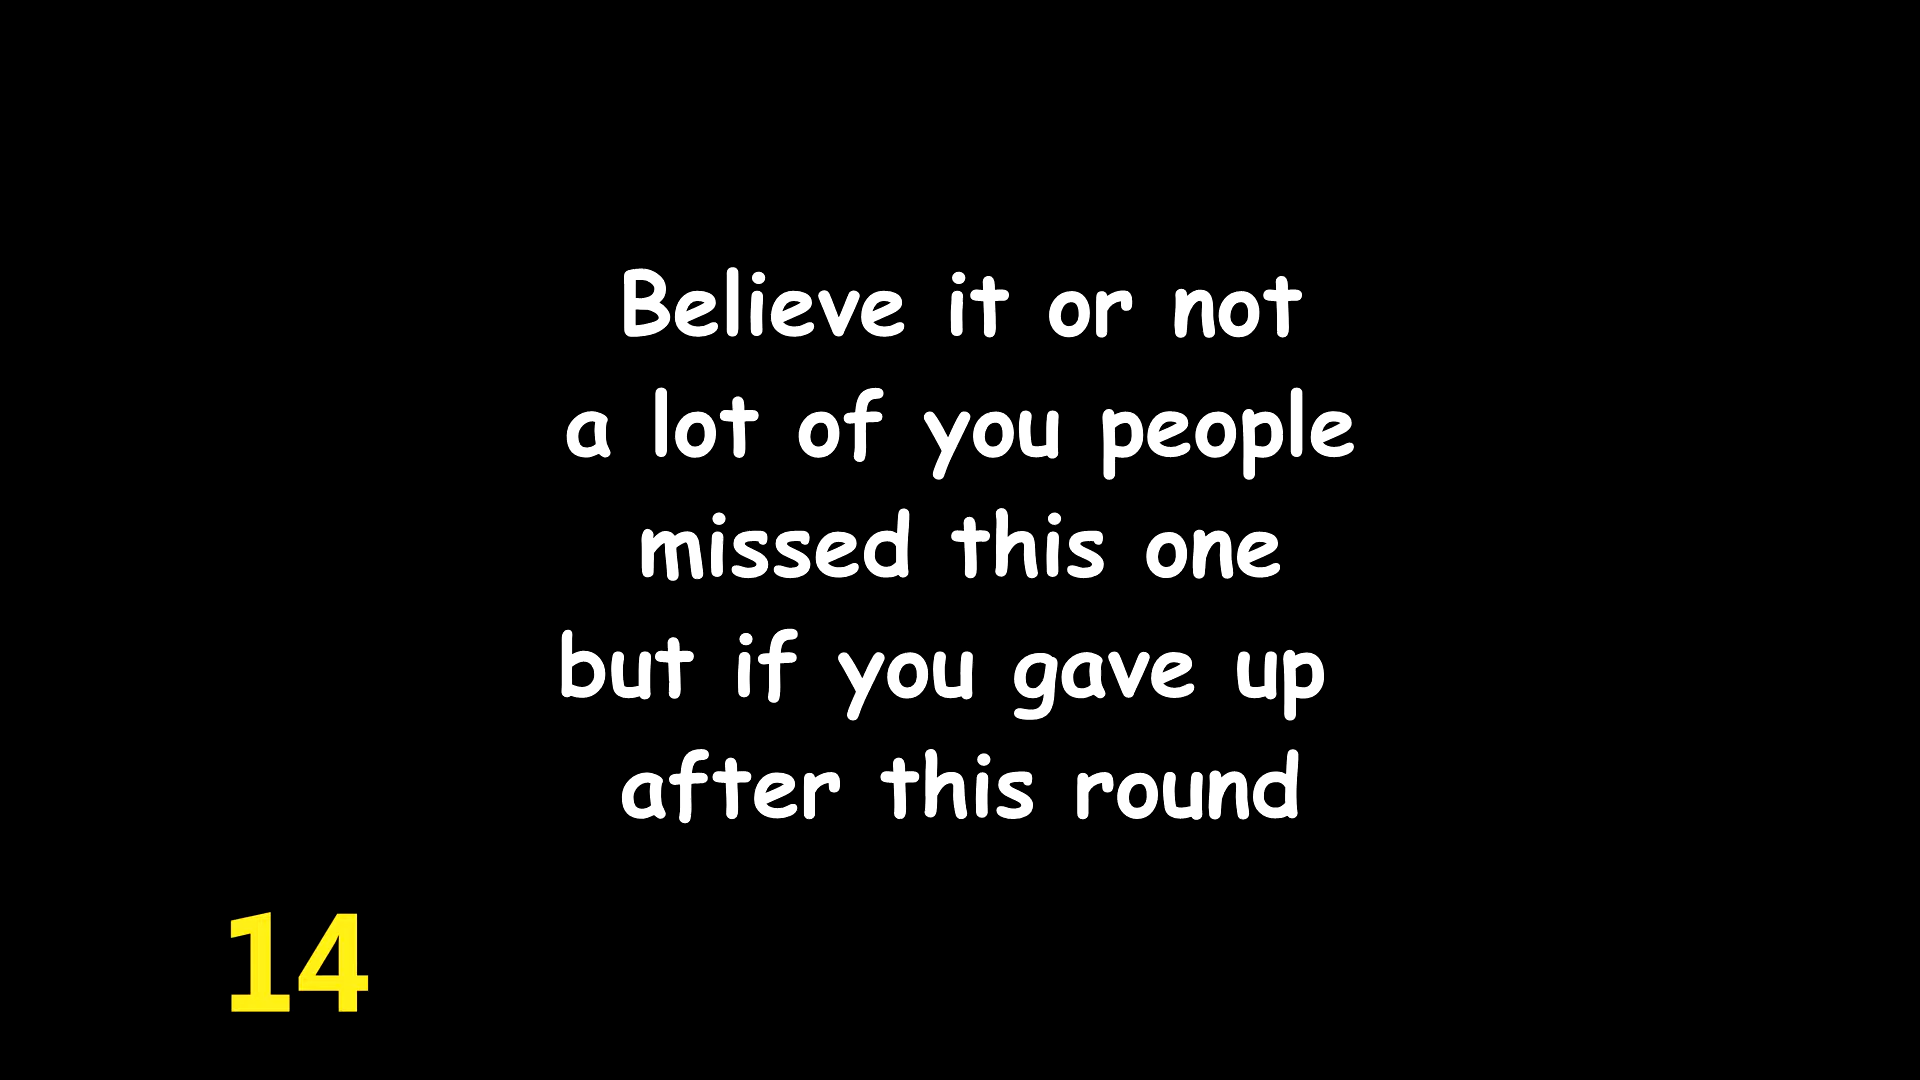 Believe it or not
a lot of you people
missed this one
but if you gave up
after this round
14